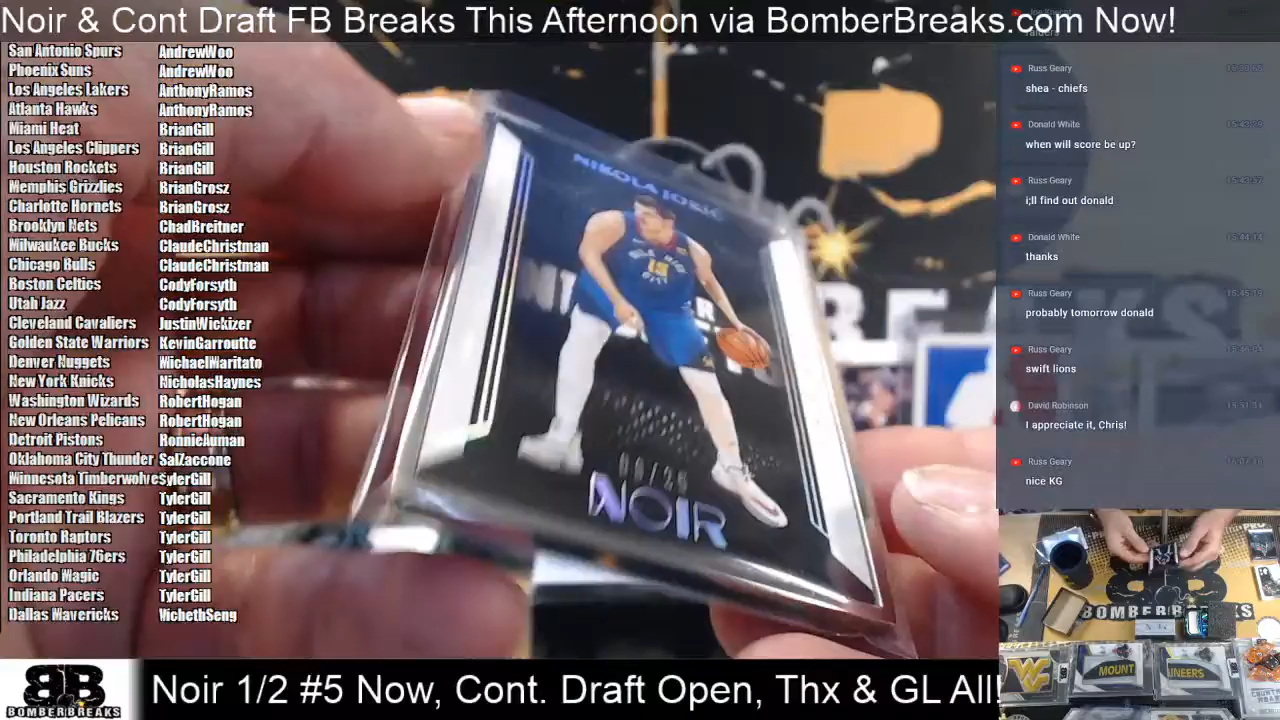 Noir & Cont Draft FB Breaks This Afternoon via BomberBreaks.com Now!
San Antonio Spurs AndrewWoo
Phoenix Suns AndrewWoo
Los Angeles Lakers AnthonyRamos
Atlanta Hawks AnthonyRamos
Miami Heat BrianGill
Los Angeles Clippers BrianGill
Houston Rockets BrianGill
Memphis Grizzlies BrianGrosz
Charlotte Hornets BrianGrosz
Brooklyn Nets ChadBreitner
Milwaukee Bucks ClaudeChristman
Chicago Bulls ClaudeChristman
Boston Celtics CodyForsyth
Utah Jazz CodyForsyth
Cleveland Cavaliers JustinWickizer
Golden State Warriors KevinGarroutte
Denver Nuggets MichaelMaritato
New York Knicks NicholasHaynes
Washington Wizards RobertHogan
New Orleans Pelicans RobertHogan
Detroit Pistons RonnieAuman
Oklahoma City Thunder SalZaccone
Minnesota Timberwolves TylerGill
Sacramento Kings TylerGill
Portland Trail Blazers TylerGill
Toronto Raptors TylerGill
Philadelphia 76ers TylerGill
Orlando Magic TylerGill
Indiana Pacers TylerGill
Dallas Mavericks WichethSeng
NIKOLA JOKIC
15
NOIR
raiders
Russ Geary
shea - chiefs
Donald White
when will score be up?
Russ Geary
i;ll find out donald
Donald White
thanks
Russ Geary
probably tomorrow donald
Russ Geary
swift lions
David Robinson
I appreciate it, Chris!
Russ Geary
nice KG
BOMBERBREAKS
MOUNT
AINEERS
BB
BOMBERBREAKS
Noir 1/2 #5 Now, Cont. Draft Open, Thx & GL All!